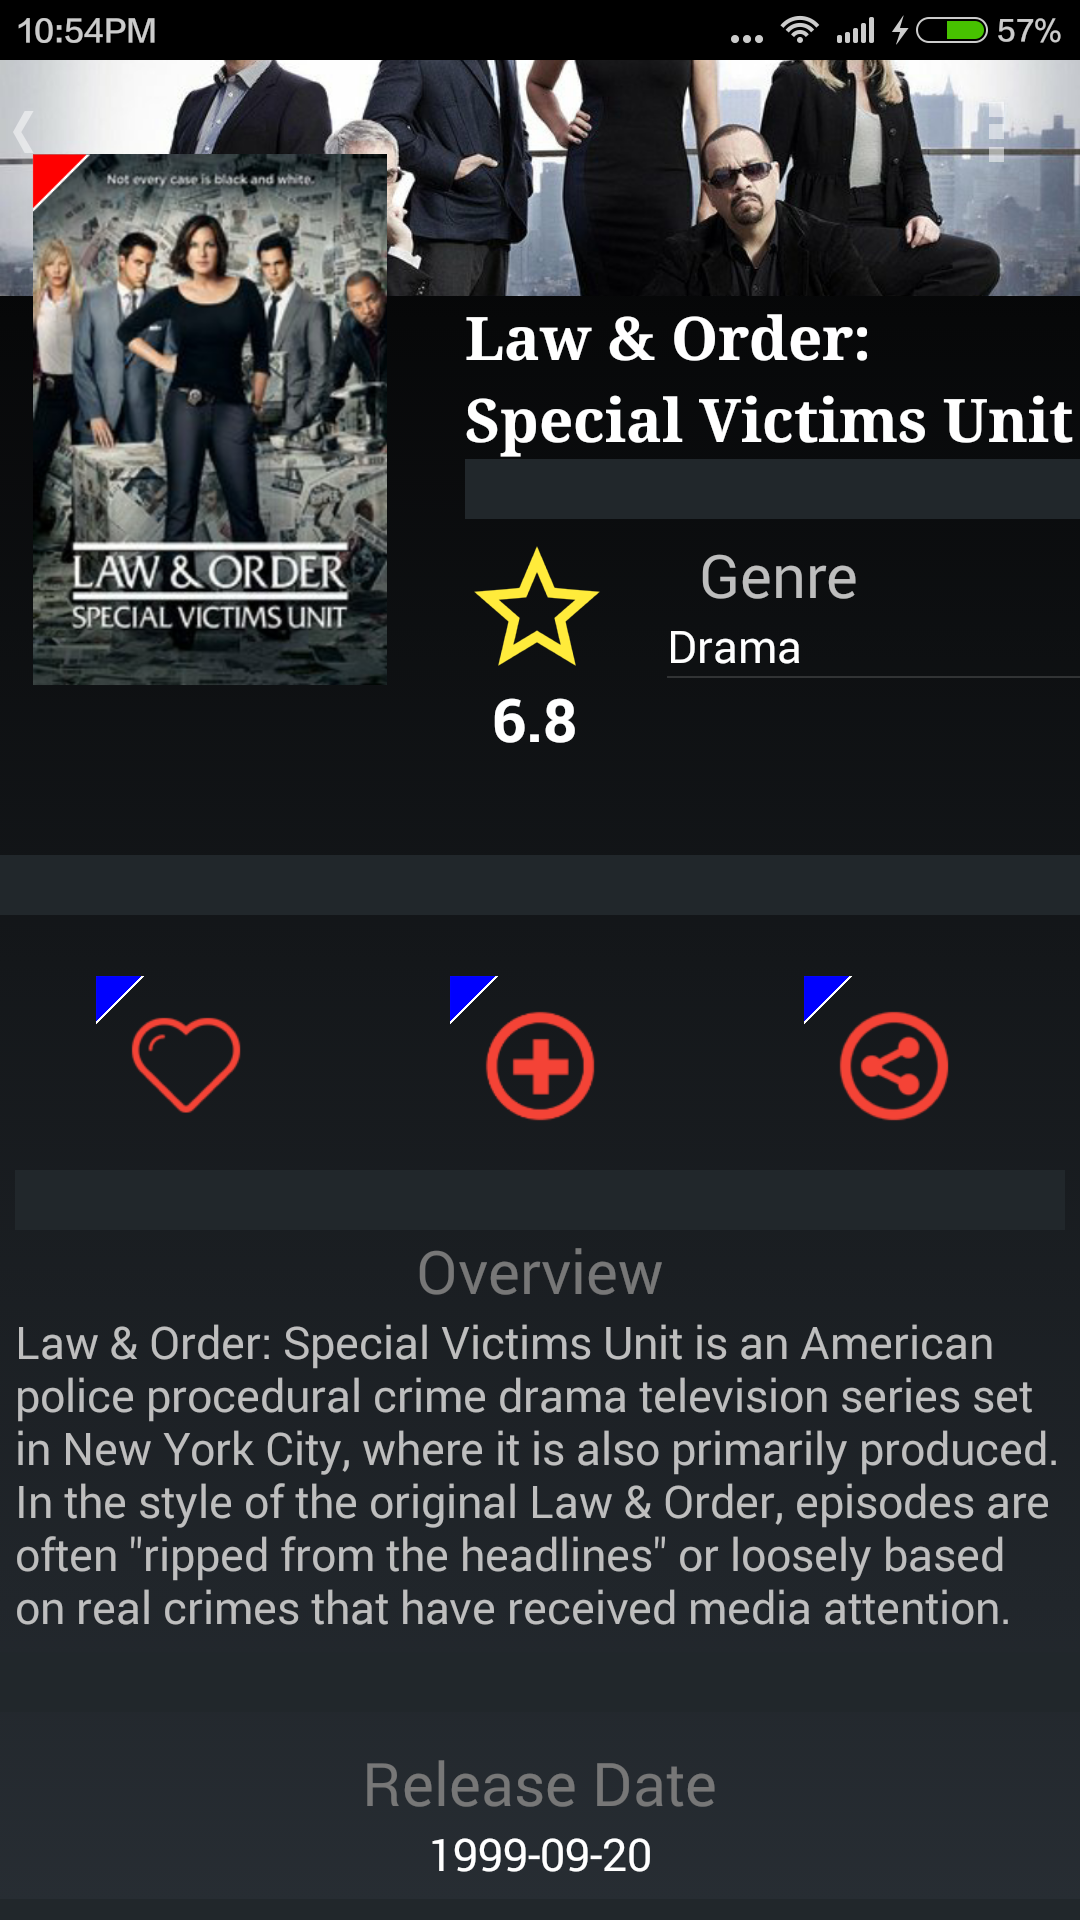 10:54PM
57%
Not every case is black and white.
LAW & ORDER
SPECIAL VICTIMS UNIT
Law & Order:
Special Victims Unit
Genre
Drama
6.8
Overview
Law & Order: Special Victims Unit is an American
police procedural crime drama television series set
in New York City, where it is also primarily produced.
In the style of the original Law & Order, episodes are
often "ripped from the headlines" or loosely based
on real crimes that have received media attention.
Release Date
1999-09-20